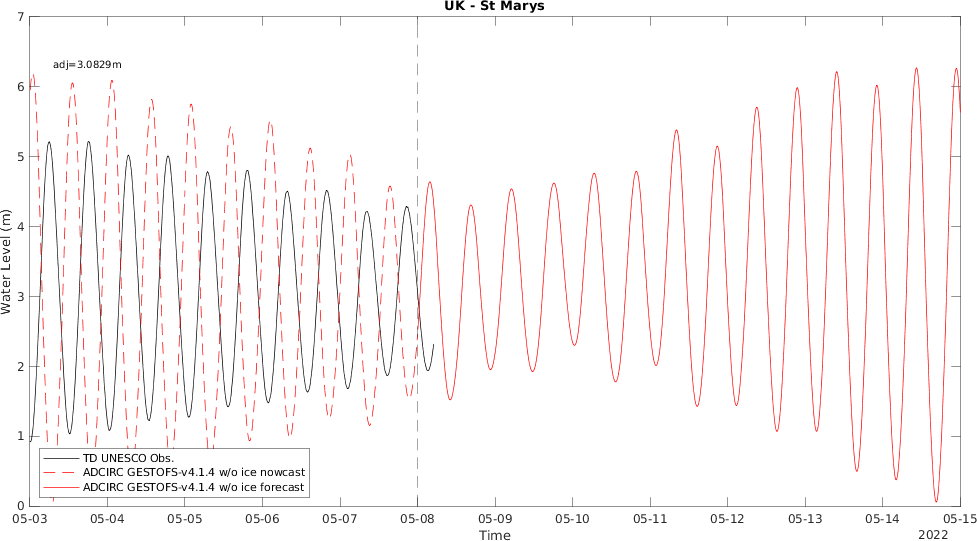 UK - St Marys
7
adj=3.0829m
6
5
4
3
2
1
0
Water Level (m)
TD UNESCO Obs.
ADCIRC GESTOFS-v4.1.4 w/o ice nowcast
ADCIRC GESTOFS-v4.1.4 w/o ice forecast
05-03 05-04 05-05 05-06 05-07 05-08 05-09 05-10 05-11 05-12 05-13 05-14 05-15
Time
2022